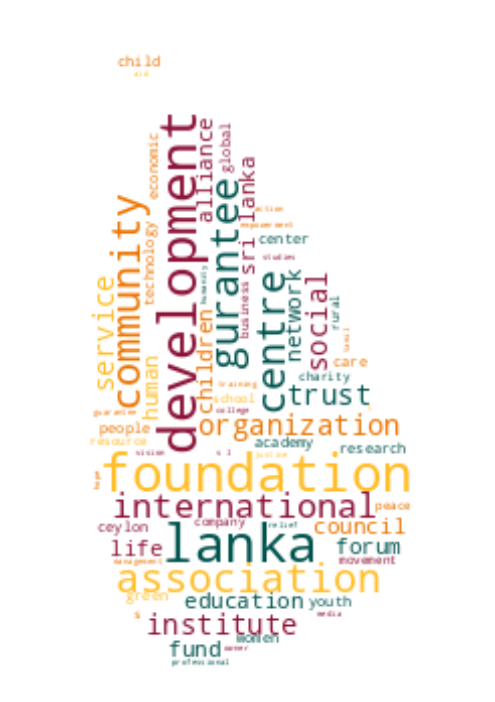 child
aid
development
economic
alliance
global
sri lanka
gurantee
community
technology
action
empowerment
center
studies
humanity
business
centre
network
social
rural
tamil
service
human
children
training
school
college
care
charity
trust
guarantee
people
resource
organization
academy
research
vision
s l
justice
foundation
hope
international
peace
ceylon
company
relief
council
life
lanka
forum
management
movement
association
green
education
youth
s
media
institute
women
fund
cancer
professional